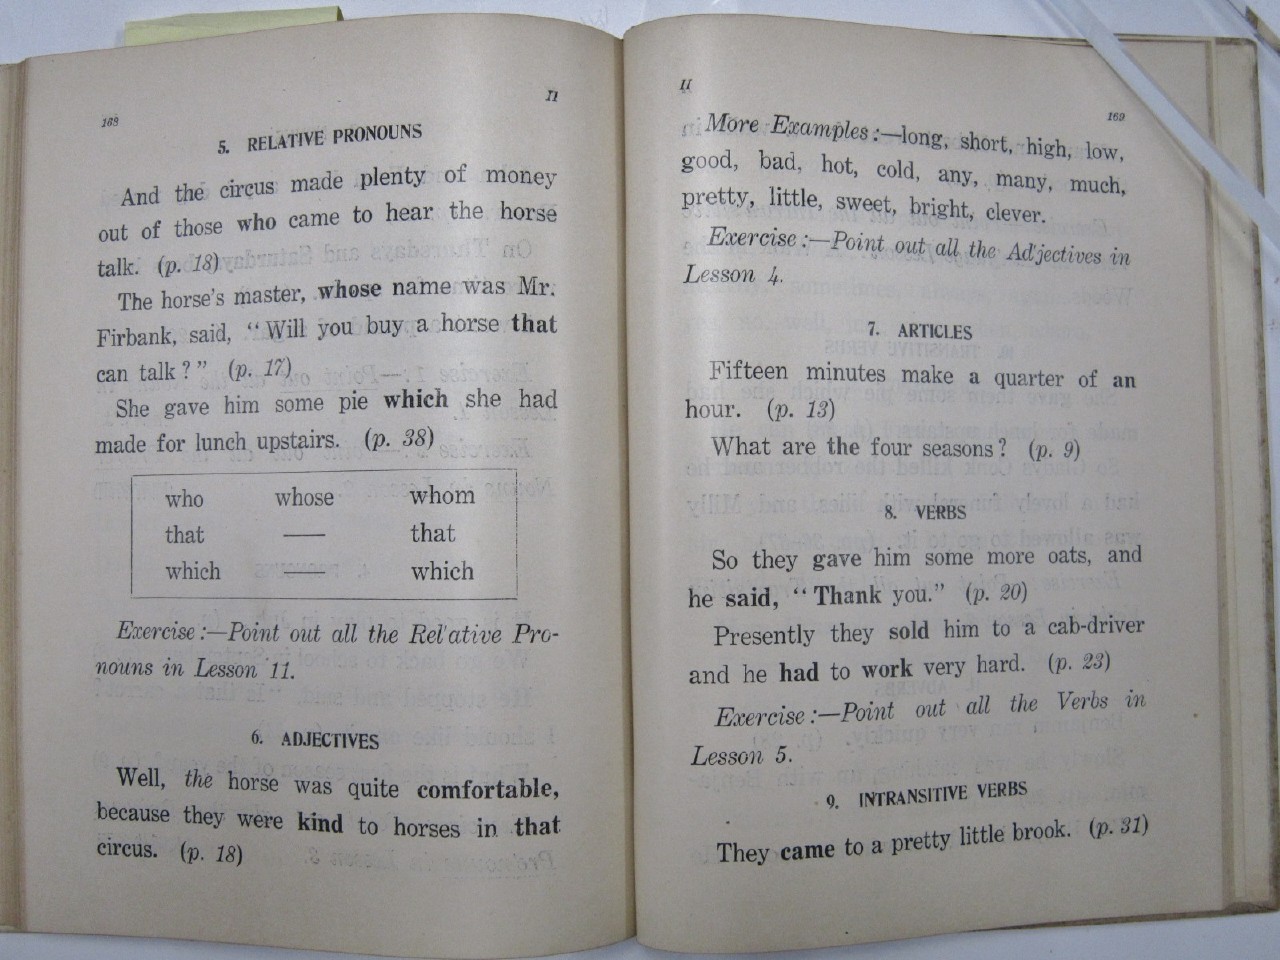 168
II
5. RELATIVE PRONOUNS
And the circus made plenty of money
out of those who came to hear the horse
talk. (p. 18)
The horse's master, whose name was Mr.
Firbank, said, "Will you buy a horse that
can talk?" (p. 17)
She gave him some pie which she had
made for lunch upstairs. (p. 38)
who whose whom
that — that
which — which
Exercise:—Point out all the Relative Pro-
nouns in Lesson 11.
6. ADJECTIVES
Well, the horse was quite comfortable,
because they were kind to horses in that
circus. (p. 18)
II
169
More Examples:—long, short, high, low,
good, bad, hot, cold, any, many, much,
pretty, little, sweet, bright, clever.
Exercise:—Point out all the Adjectives in
Lesson 4.
7. ARTICLES
Fifteen minutes make a quarter of an
hour. (p. 13)
What are the four seasons? (p. 9)
8. VERBS
So they gave him some more oats, and
he said, "Thank you." (p. 20)
Presently they sold him to a cab-driver
and he had to work very hard. (p. 23)
Exercise:—Point out all the Verbs in
Lesson 5.
9. INTRANSITIVE VERBS
They came to a pretty little brook. (p. 31)